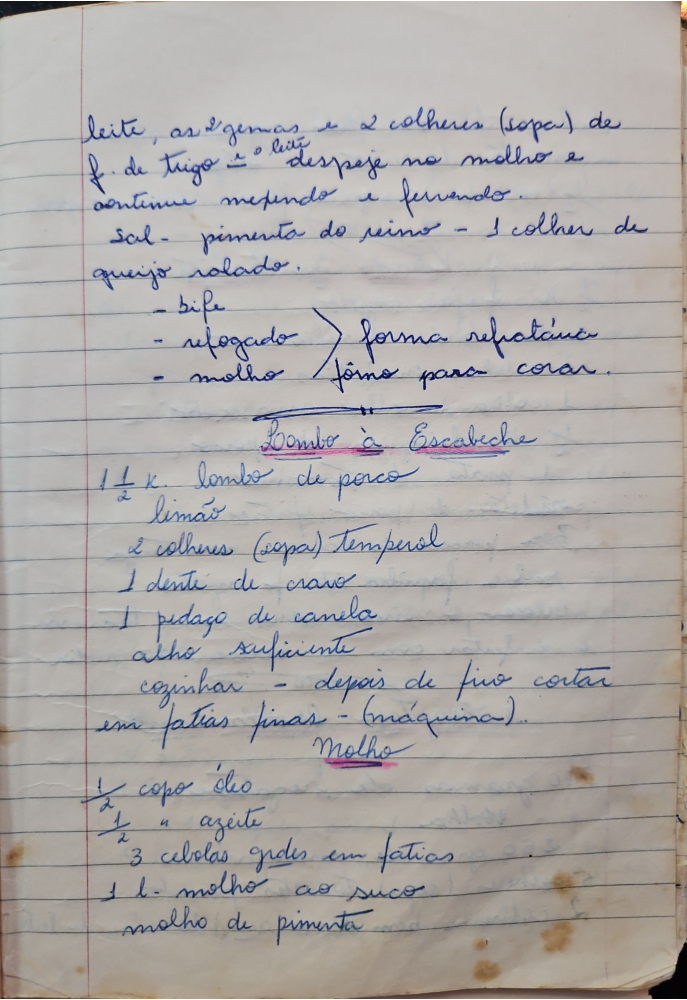 leite, as 2 gemas e 2 colheres (sopa) de
f. de trigo e o leite despeje no molho e
continue mexendo e fervendo.
Sal - pimenta do reino - 1 colher de
queijo ralado.
- bife
- refogado > forma refratária
- molho fôrno para corar.
Lombo à Escabeche
1 1/2 K. lombo de porco
limão
2 colheres (sopa) Temperol
1 dente de cravo
1 pedaço de canela
alho suficiente
cozinhar - depois de frio cortar
em fatias finas - (máquina).
Molho
1/2 copo óleo
1/2 " azeite
3 cebolas grdes em fatias
1 l. molho ao suco
molho de pimenta